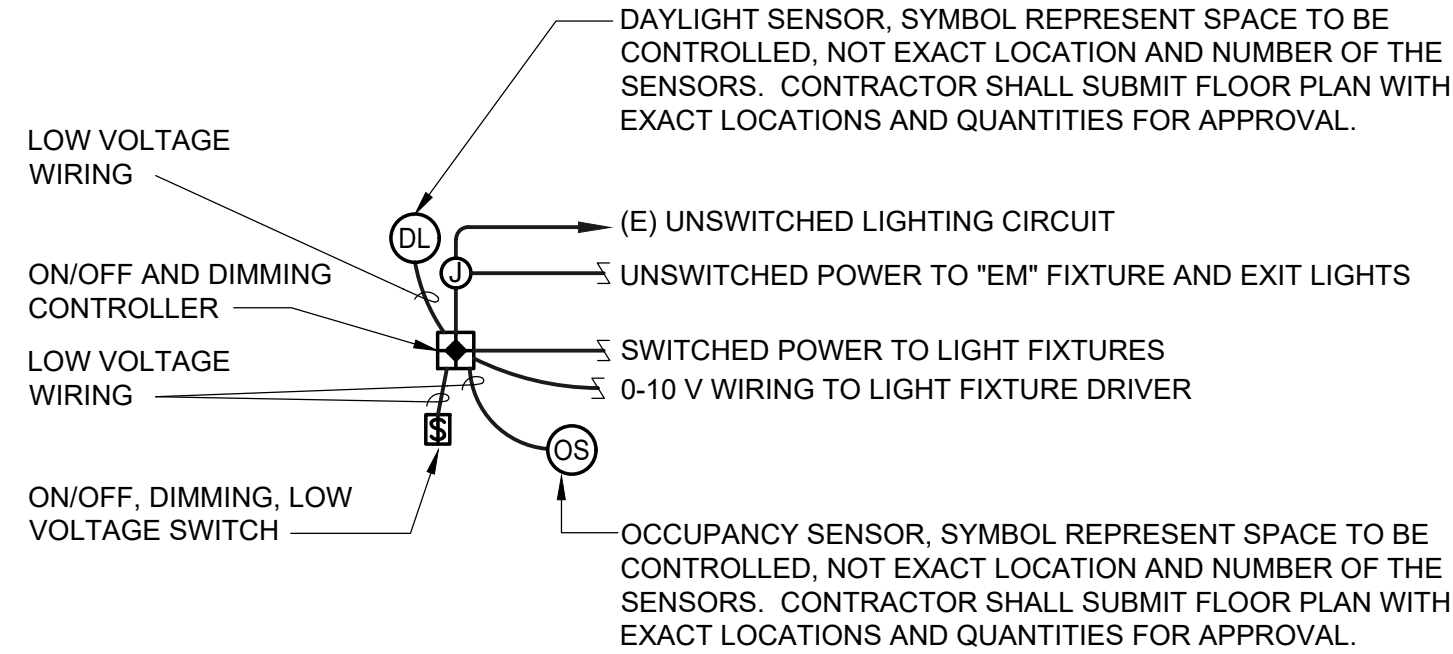 DAYLIGHT SENSOR, SYMBOL REPRESENT SPACE TO BE
CONTROLLED, NOT EXACT LOCATION AND NUMBER OF THE
SENSORS. CONTRACTOR SHALL SUBMIT FLOOR PLAN WITH
EXACT LOCATIONS AND QUANTITIES FOR APPROVAL.
LOW VOLTAGE
WIRING
DL
(E) UNSWITCHED LIGHTING CIRCUIT
ON/OFF AND DIMMING
CONTROLLER
J
UNSWITCHED POWER TO "EM" FIXTURE AND EXIT LIGHTS
SWITCHED POWER TO LIGHT FIXTURES
LOW VOLTAGE
WIRING
0-10 V WIRING TO LIGHT FIXTURE DRIVER
$
OS
ON/OFF, DIMMING, LOW
VOLTAGE SWITCH
OCCUPANCY SENSOR, SYMBOL REPRESENT SPACE TO BE
CONTROLLED, NOT EXACT LOCATION AND NUMBER OF THE
SENSORS. CONTRACTOR SHALL SUBMIT FLOOR PLAN WITH
EXACT LOCATIONS AND QUANTITIES FOR APPROVAL.